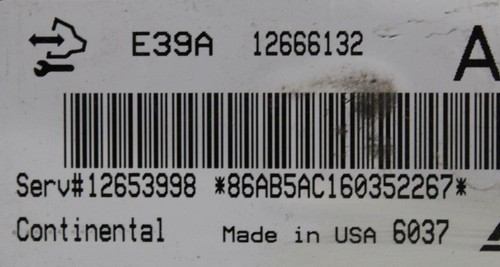 E39A 12666132 A
Serv#12653998 *86AB5AC160352267*
Continental Made in USA 6037